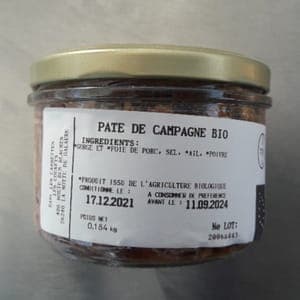 PATE DE CAMPAGNE BIO
INGREDIENTS:
GORGE ET *FOIE DE PORC, SEL, *AIL, *POIVRE
*PRODUIT ISSU DE L'AGRICULTURE BIOLOGIQUE
CONDITIONNE LE : A CONSOMMER DE PREFERENCE
17.12.2021 AVANT LE : 11.09.2024
POIDS NET
0,184 kg
No LOT: